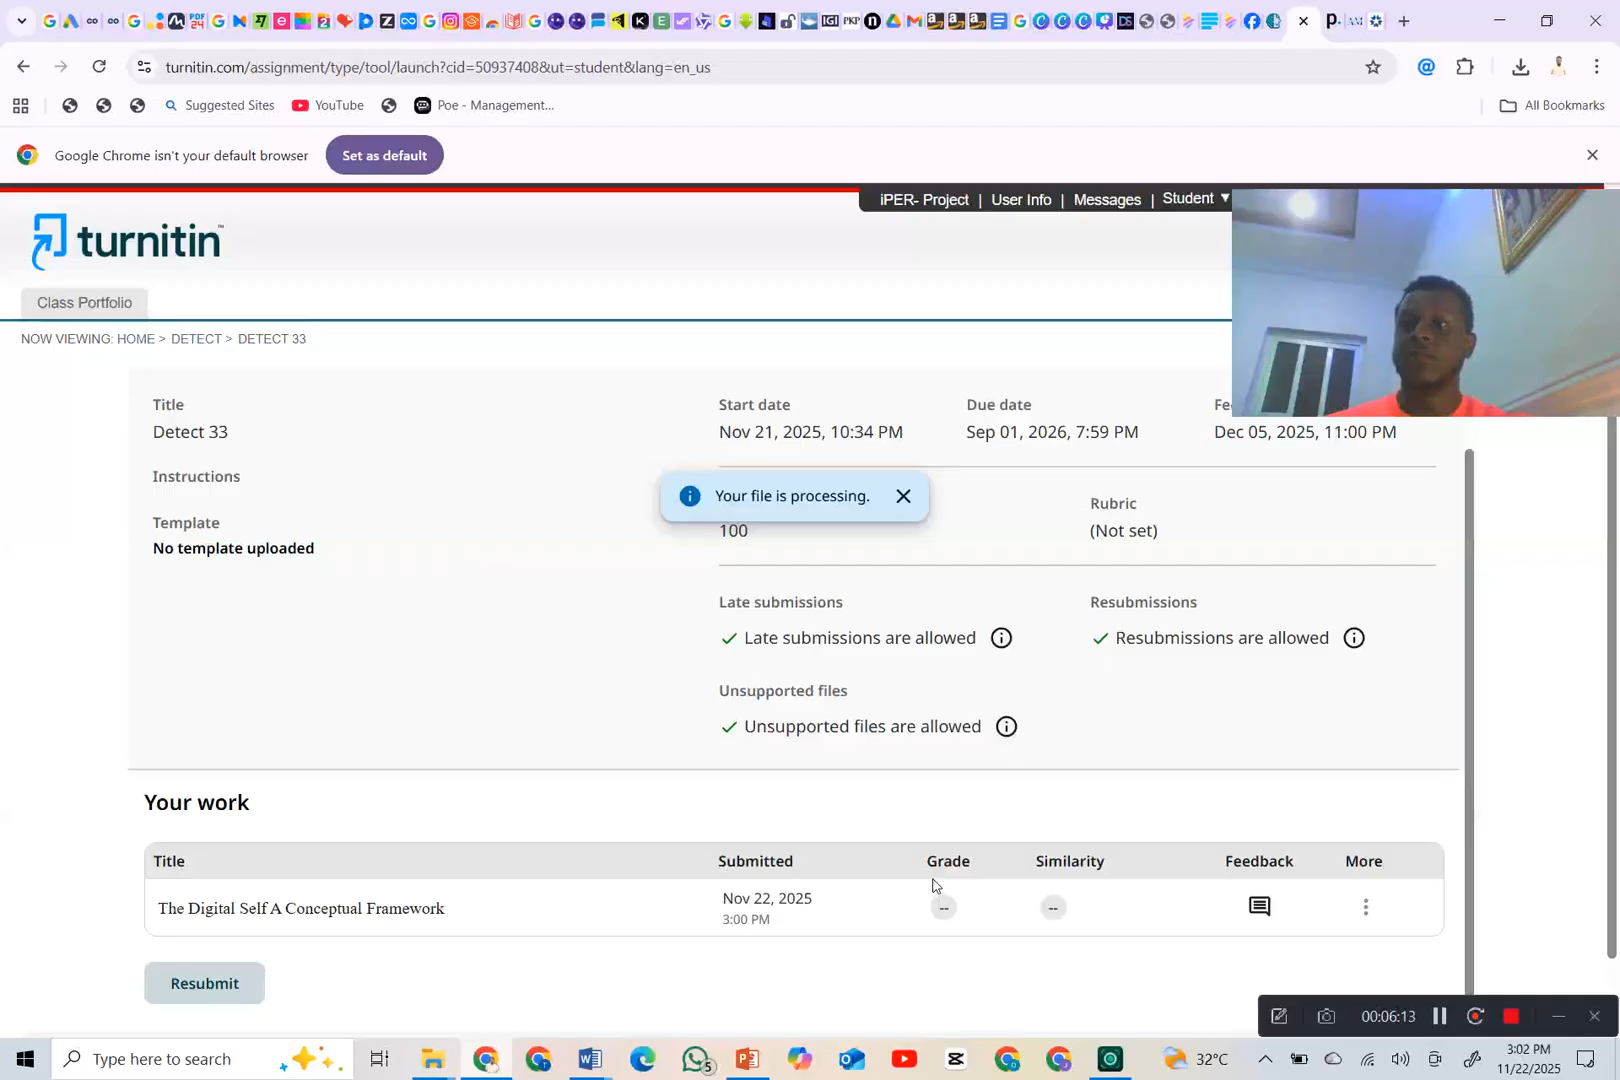 turnitin.com/assignment/type/tool/launch?cid=50937408&ut=student&lang=en_us
Suggested Sites
YouTube
Poe - Management...
All Bookmarks
Google Chrome isn't your default browser
Set as default
iPER- Project | User Info | Messages | Student ▼
turnitin
Class Portfolio
NOW VIEWING: HOME > DETECT > DETECT 33
Title
Detect 33
Instructions
Template
No template uploaded
Start date
Nov 21, 2025, 10:34 PM
Due date
Sep 01, 2026, 7:59 PM
Fe
Dec 05, 2025, 11:00 PM
Your file is processing.
100
Rubric
(Not set)
Late submissions
Late submissions are allowed
Resubmissions
Resubmissions are allowed
Unsupported files
Unsupported files are allowed
Your work
Title Submitted Grade Similarity Feedback More
The Digital Self A Conceptual Framework
Nov 22, 2025
3:00 PM
-- --
Resubmit
00:06:13
Type here to search
5
32°C
3:02 PM
11/22/2025